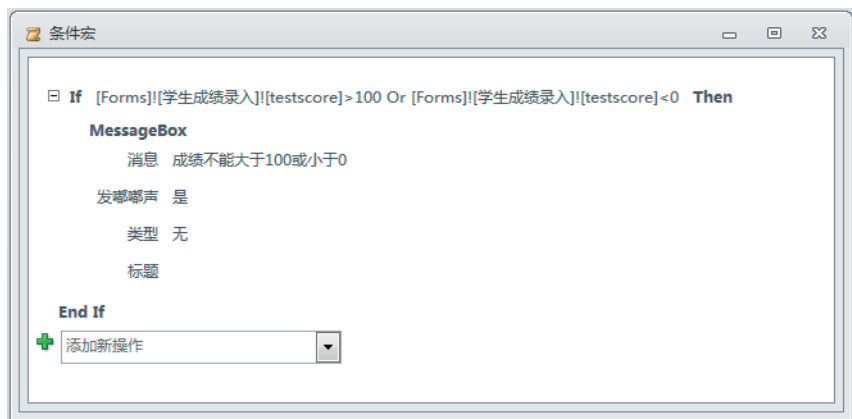 条件宏
If [Forms]![学生成绩录入]![testscore]>100 Or [Forms]![学生成绩录入]![testscore]<0 Then
MessageBox
消息 成绩不能大于100或小于0
发嘟嘟声 是
类型 无
标题
End If
添加新操作